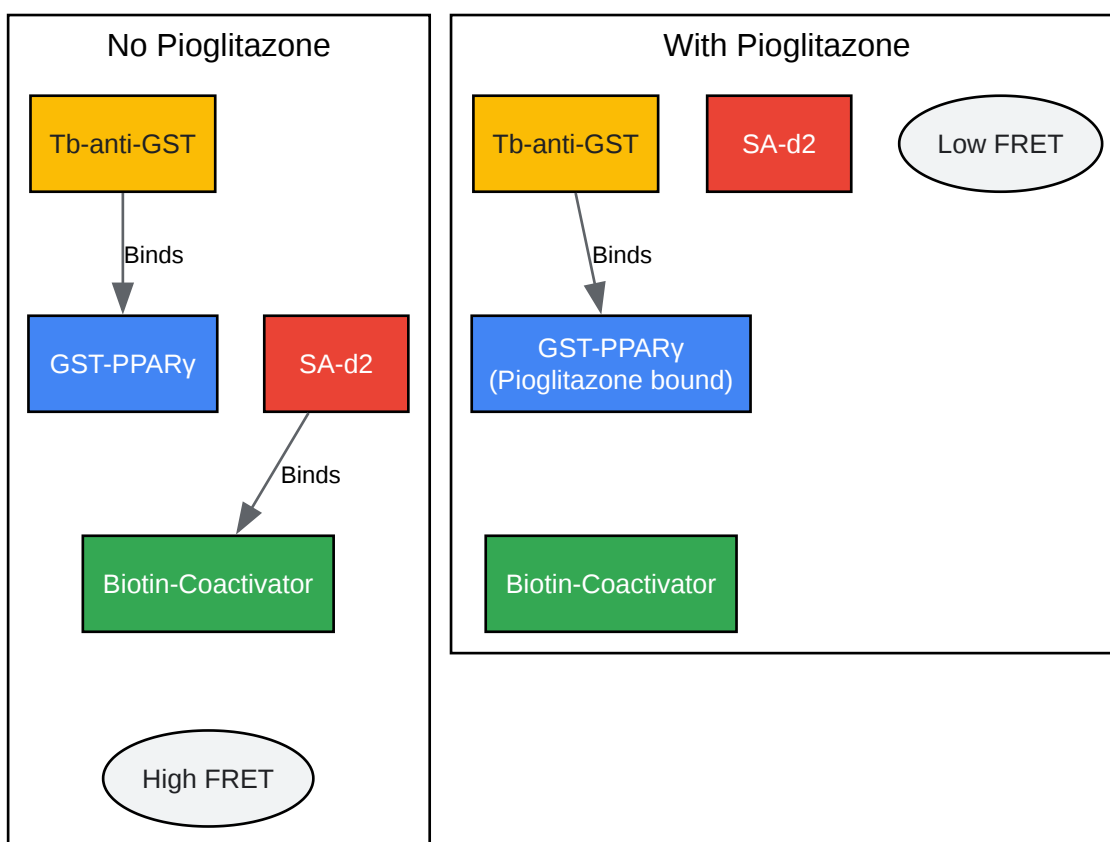 No Pioglitazone
Tb-anti-GST
Binds
GST-PPARγ
SA-d2
Binds
Biotin-Coactivator
High FRET
With Pioglitazone
Tb-anti-GST
SA-d2
Low FRET
Binds
GST-PPARγ
(Pioglitazone bound)
Biotin-Coactivator